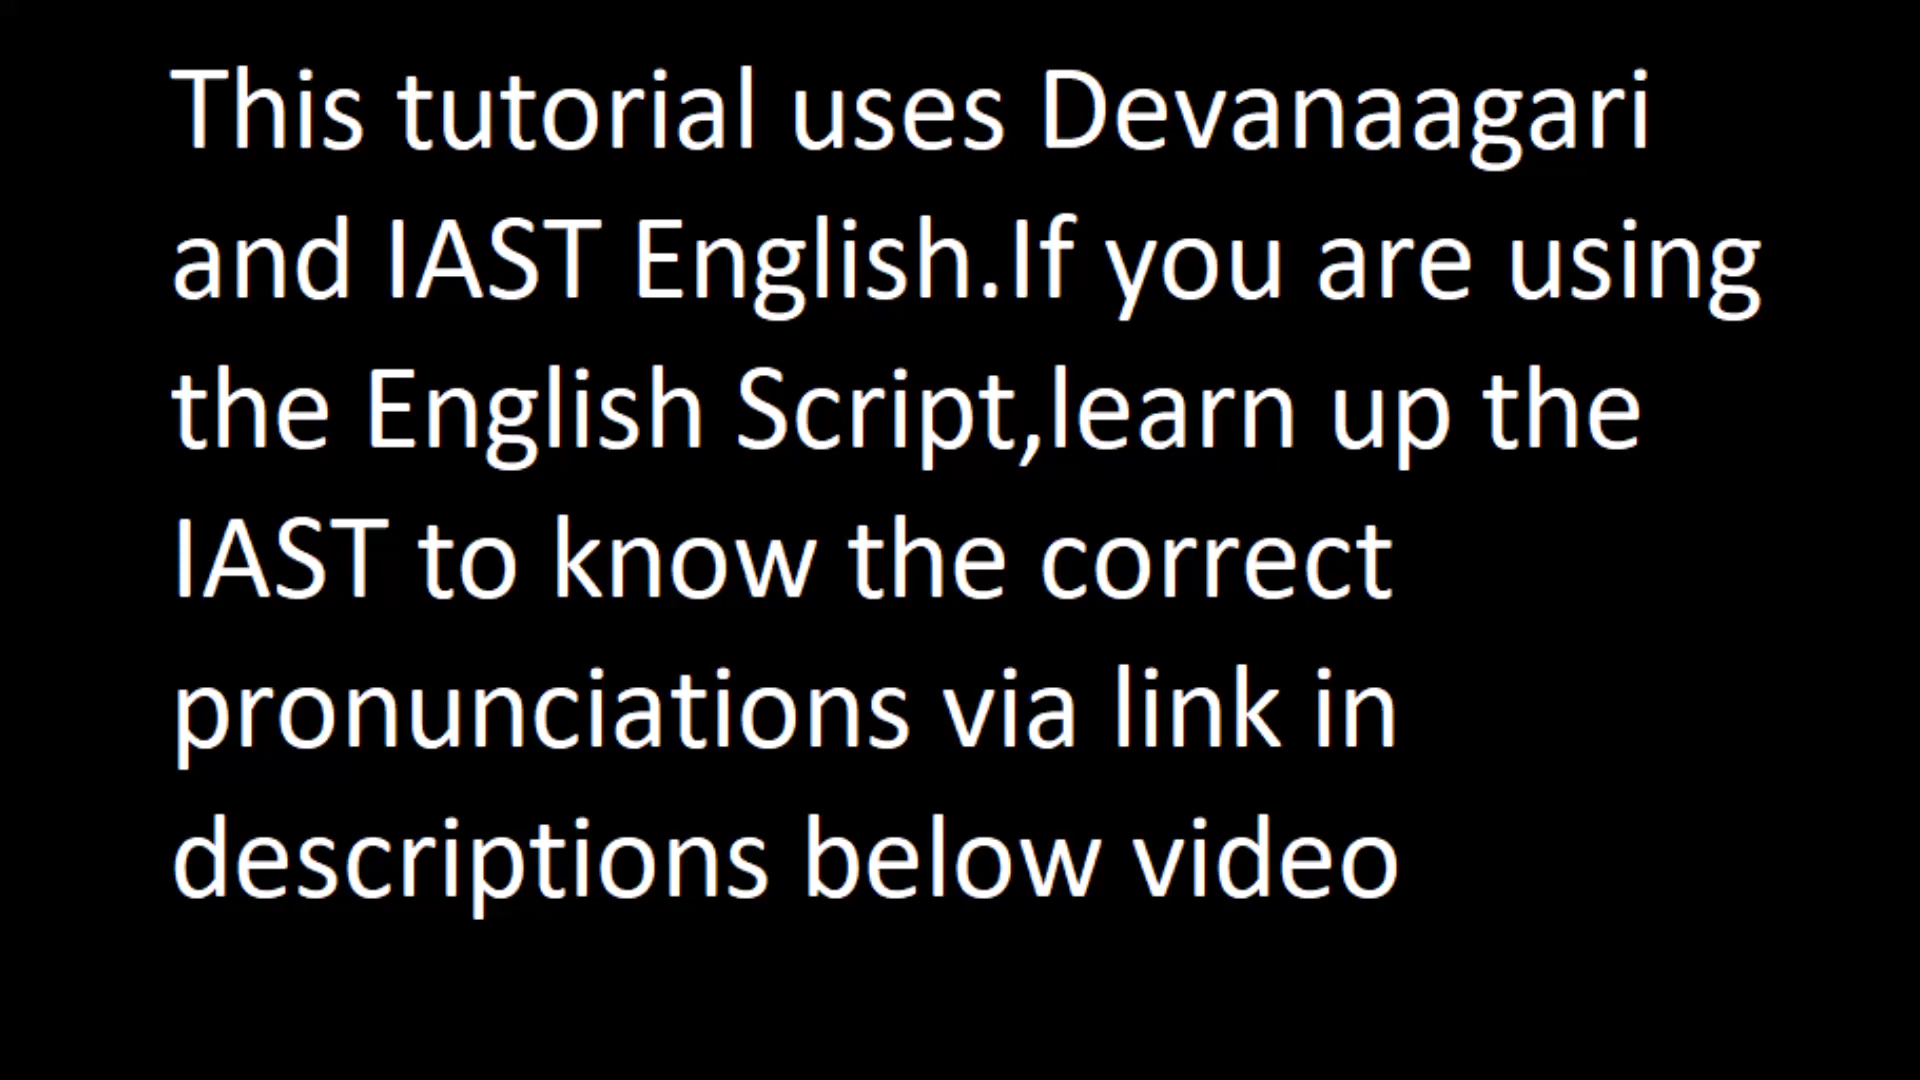 This tutorial uses Devanaagari
and IAST English.If you are using
the English Script,learn up the
IAST to know the correct
pronunciations via link in
descriptions below video